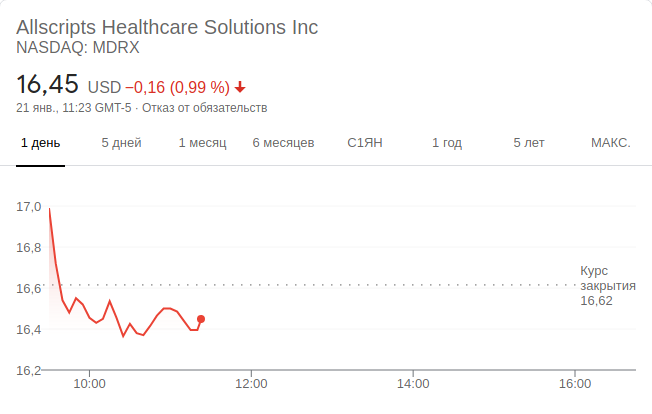 Allscripts Healthcare Solutions Inc
NASDAQ: MDRX
16,45 USD −0,16 (0,99 %)
21 янв., 11:23 GMT-5 · Отказ от обязательств
1 день 5 дней 1 месяц 6 месяцев С1ЯН 1 год 5 лет МАКС.
17,0
16,8
16,6
16,4
16,2
Курс
закрытия
16,62
10:00 12:00 14:00 16:00